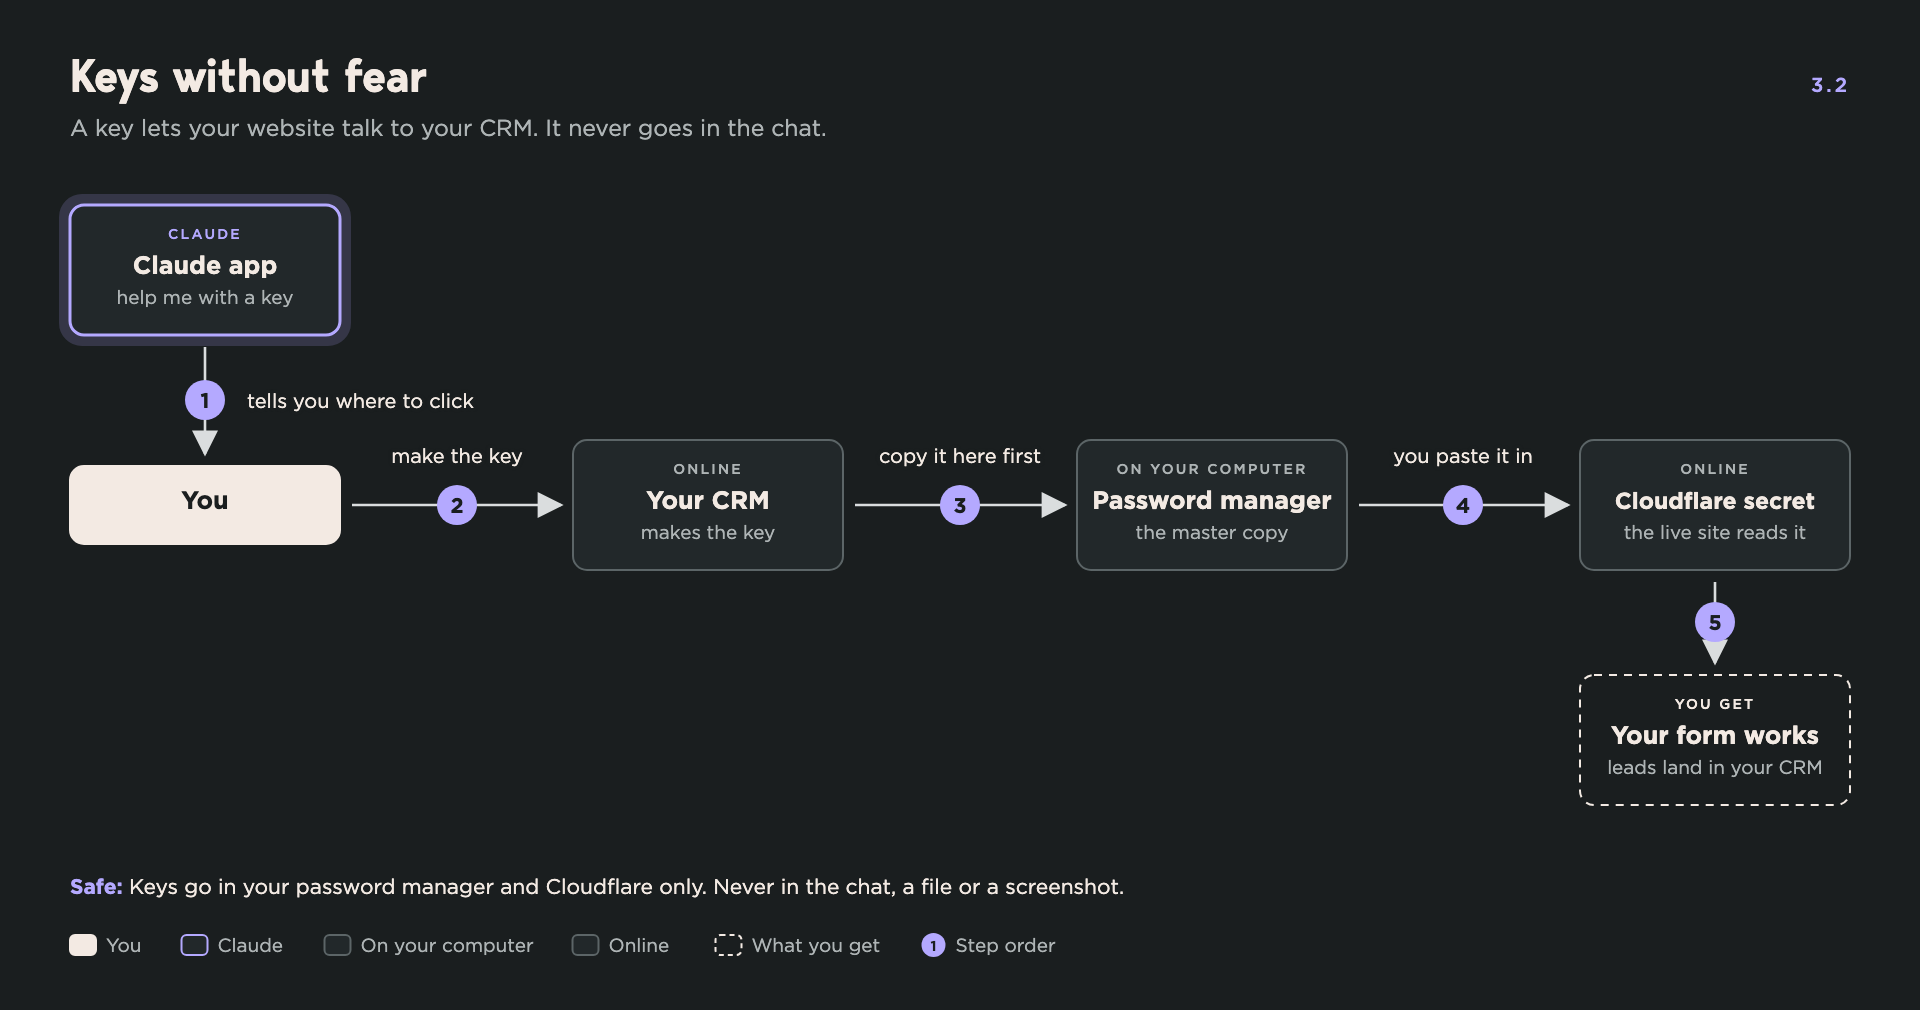 Keys without fear
3.2
A key lets your website talk to your CRM. It never goes in the chat.
CLAUDE
Claude app
help me with a key
1
tells you where to click
You
make the key
2
ONLINE
Your CRM
makes the key
copy it here first
3
ON YOUR COMPUTER
Password manager
the master copy
you paste it in
4
ONLINE
Cloudflare secret
the live site reads it
5
YOU GET
Your form works
leads land in your CRM
Safe: Keys go in your password manager and Cloudflare only. Never in the chat, a file or a screenshot.
You
Claude
On your computer
Online
What you get
1
Step order